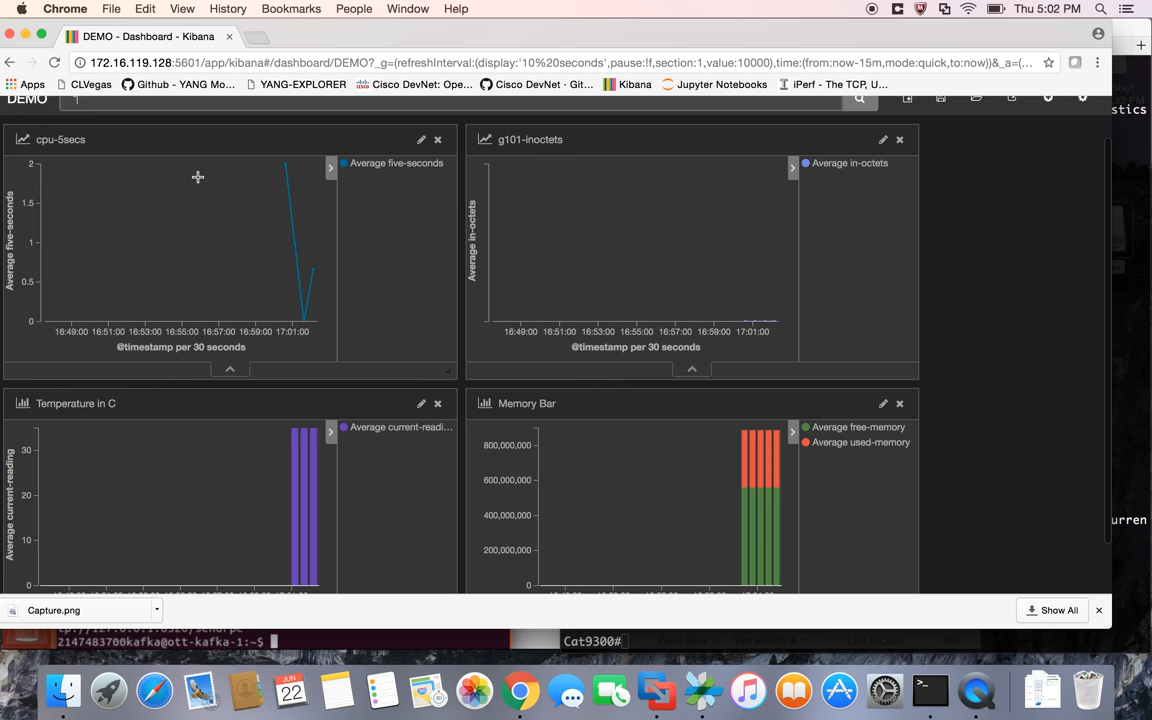 Chrome File Edit View History Bookmarks People Window Help Thu 5:02 PM
DEMO - Dashboard - Kibana
172.16.119.128:5601/app/kibana#/dashboard/DEMO?_g=(refreshInterval:(display:'10%20seconds',pause:!f,section:1,value:10000),time:(from:now-15m,mode:quick,to:now))&_a=(...
Apps CLVegas Github - YANG Mo... YANG-EXPLORER Cisco DevNet: Ope... Cisco DevNet · Git... Kibana Jupyter Notebooks iPerf - The TCP, U...
DEMO *
stics
cpu-5secs
Average five-seconds
2
1.5
1
0.5
0
Average five-seconds
16:49:00 16:51:00 16:53:00 16:55:00 16:57:00 16:59:00 17:01:00
@timestamp per 30 seconds
g101-inoctets
Average in-octets
Average in-octets
16:49:00 16:51:00 16:53:00 16:55:00 16:57:00 16:59:00 17:01:00
@timestamp per 30 seconds
Temperature in C
Average current-readi...
30
20
10
0
Average current-reading
Memory Bar
Average free-memory
Average used-memory
800,000,000
600,000,000
400,000,000
200,000,000
0
urren
Capture.png
Show All
2147483700kafka@ott-kafka-1:~$
Cat9300#
JUN
22